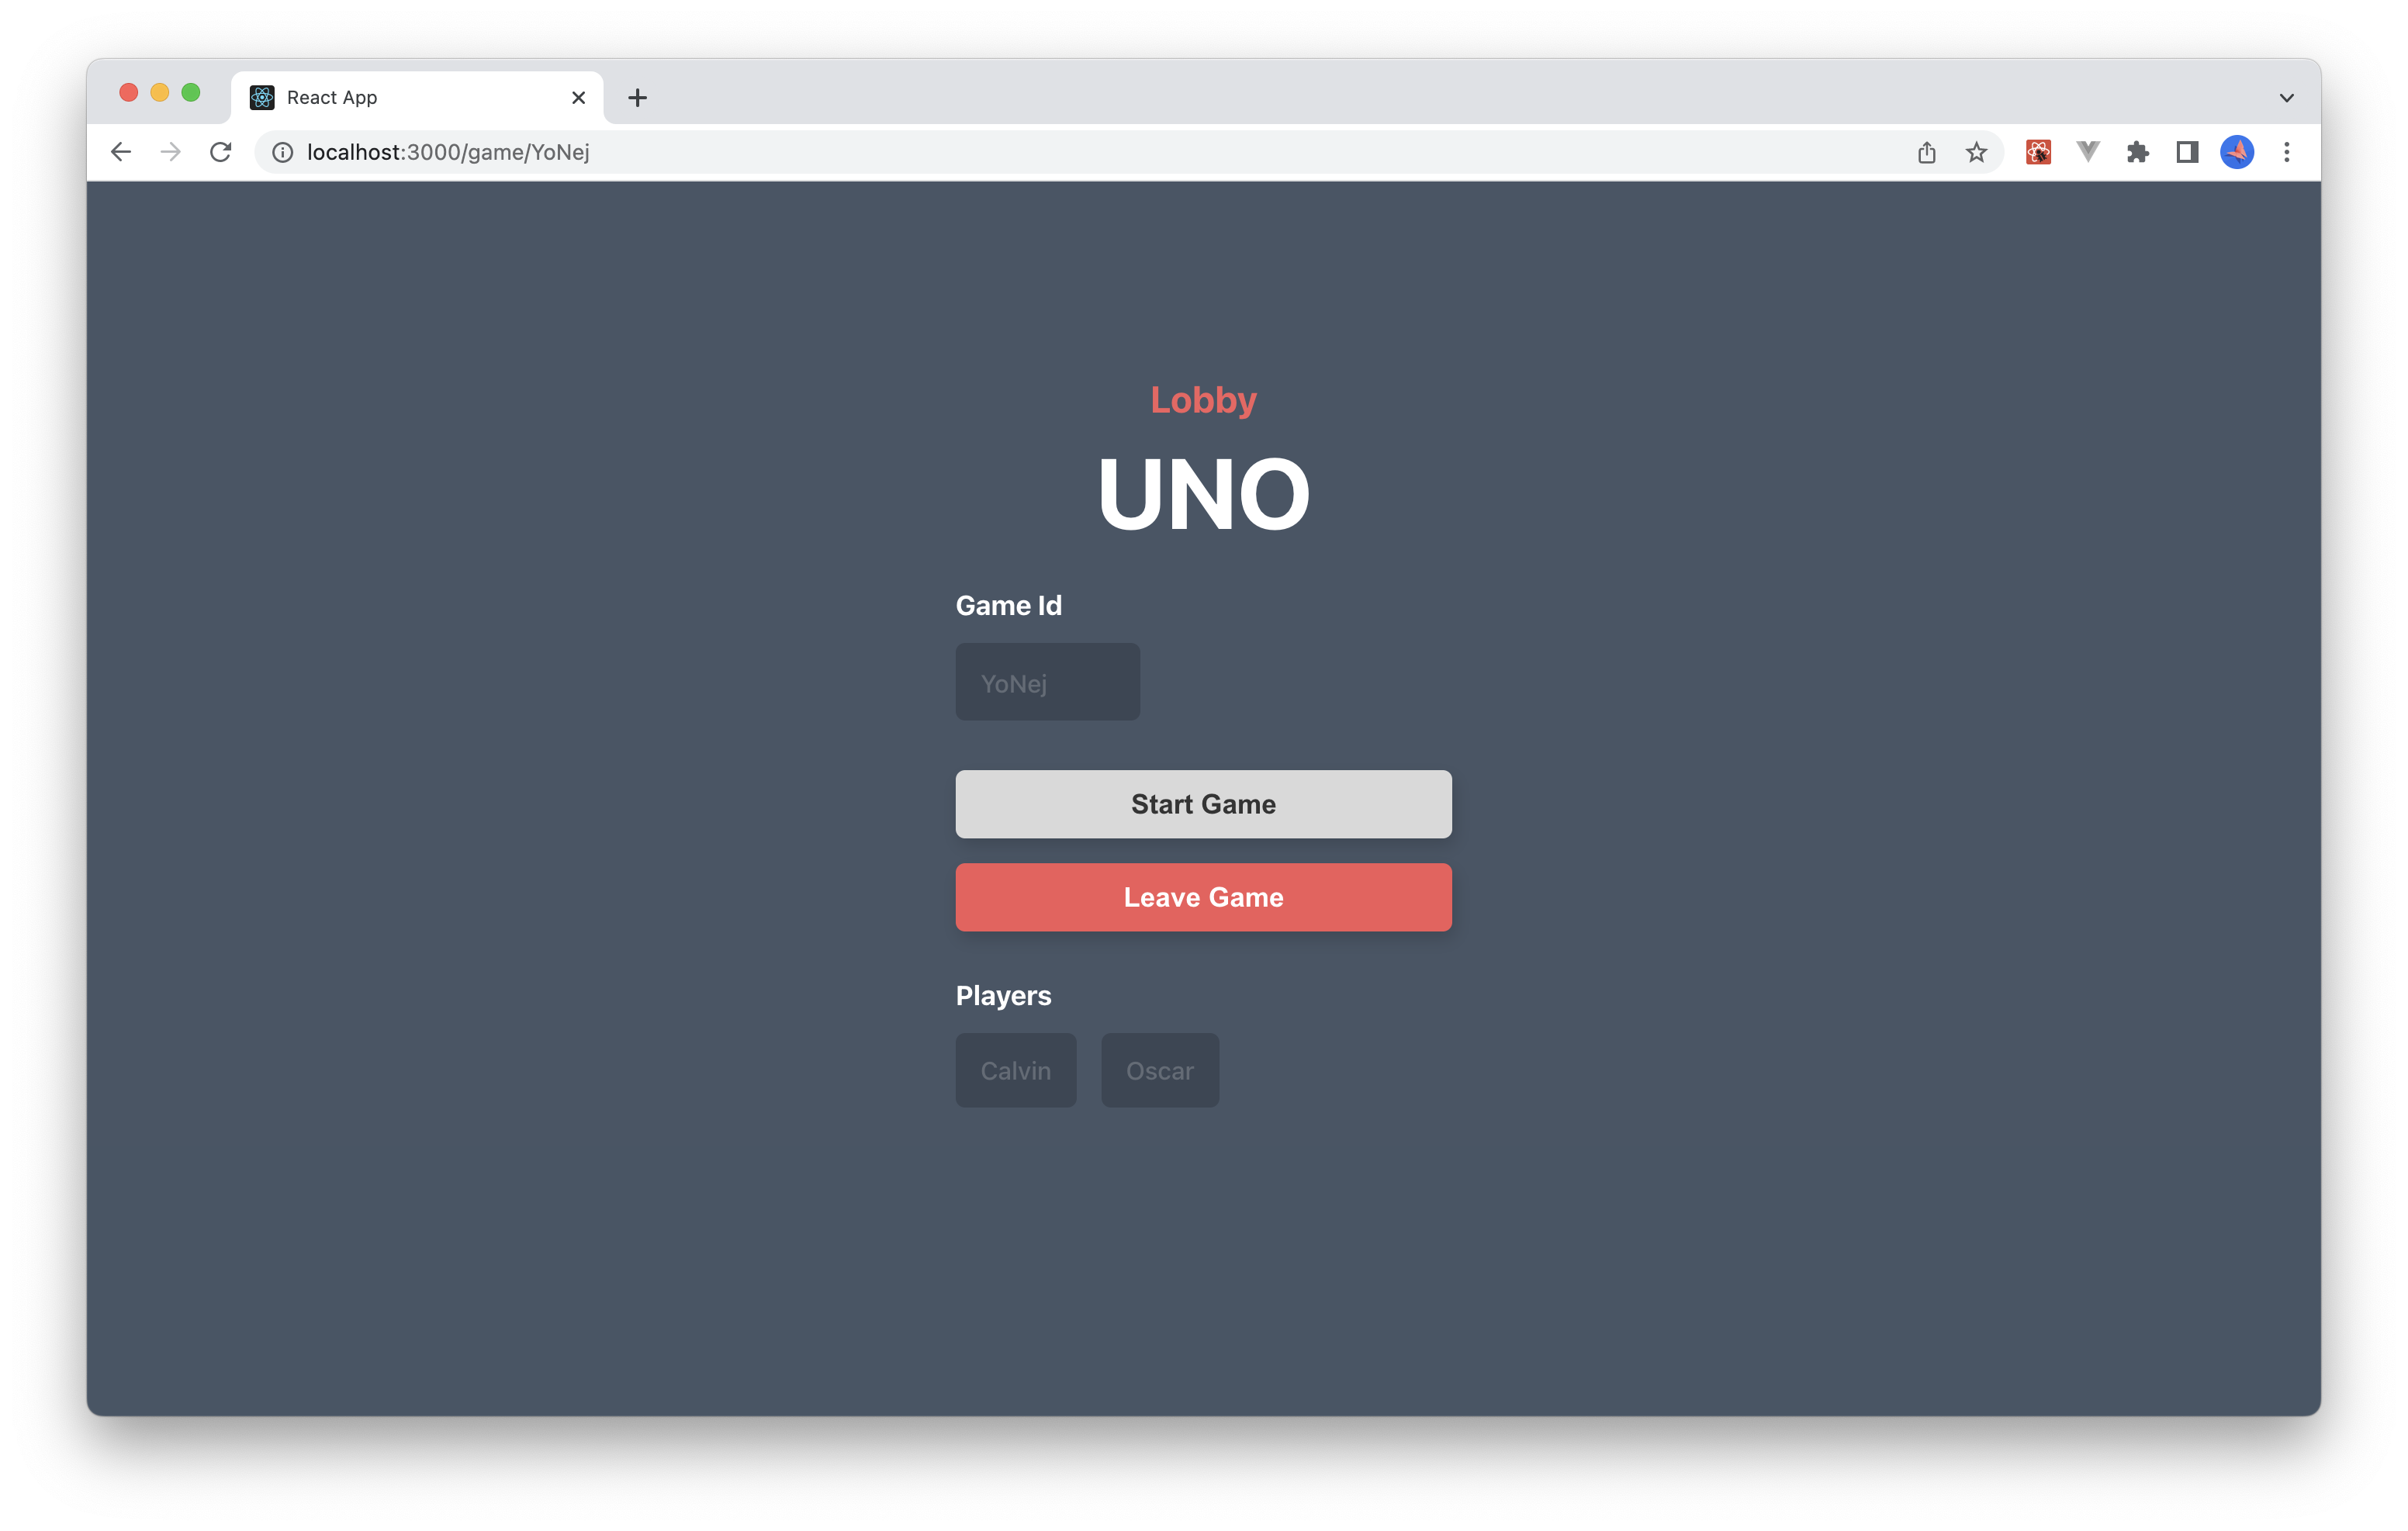 React App
localhost:3000/game/YoNej
Lobby
UNO
Game Id
YoNej
Start Game
Leave Game
Players
Calvin Oscar